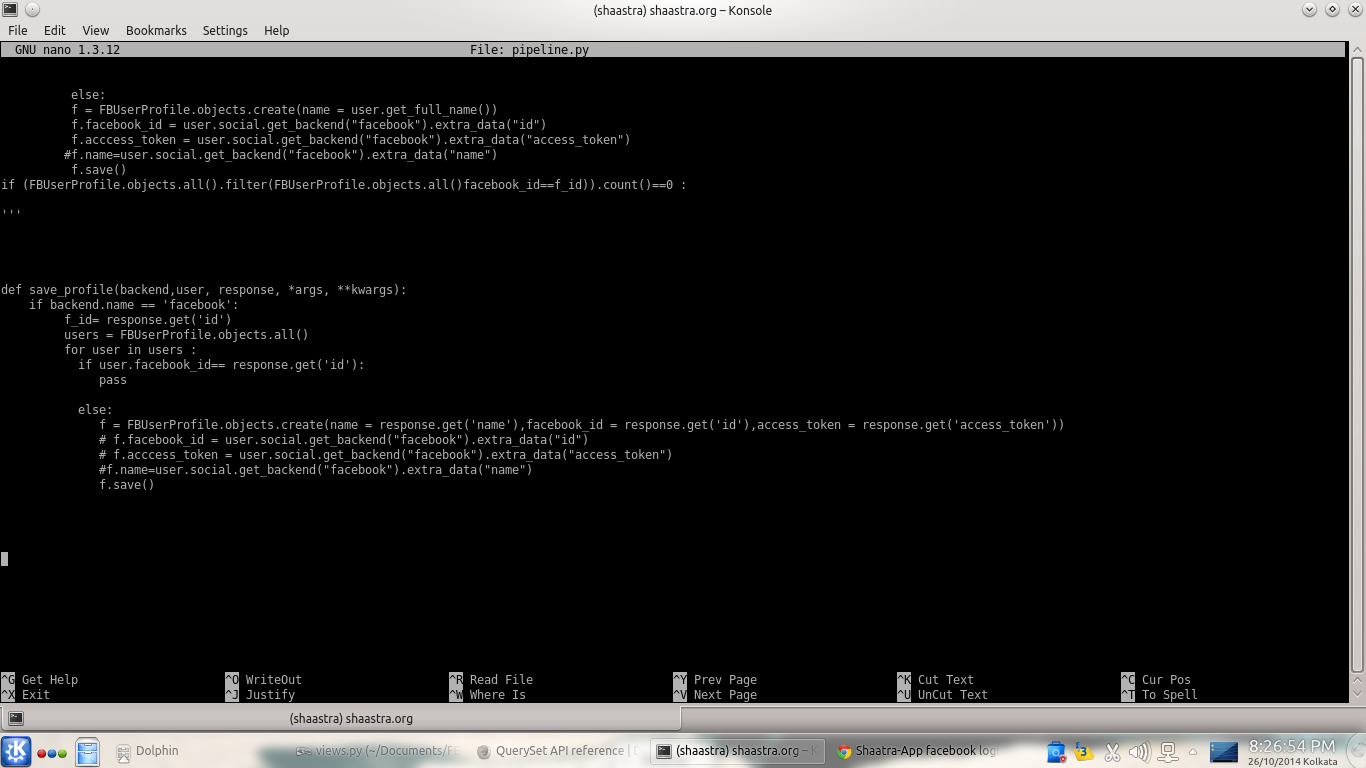 (shaastra) shaastra.org – Konsole
File Edit View Bookmarks Settings Help
GNU nano 1.3.12 File: pipeline.py
else:
f = FBUserProfile.objects.create(name = user.get_full_name())
f.facebook_id = user.social.get_backend("facebook").extra_data("id")
f.acccess_token = user.social.get_backend("facebook").extra_data("access_token")
#f.name=user.social.get_backend("facebook").extra_data("name")
f.save()
if (FBUserProfile.objects.all().filter(FBUserProfile.objects.all()facebook_id==f_id)).count()==0 :
'''
def save_profile(backend,user, response, *args, **kwargs):
if backend.name == 'facebook':
f_id= response.get('id')
users = FBUserProfile.objects.all()
for user in users :
if user.facebook_id== response.get('id'):
pass
else:
f = FBUserProfile.objects.create(name = response.get('name'),facebook_id = response.get('id'),access_token = response.get('access_token'))
# f.facebook_id = user.social.get_backend("facebook").extra_data("id")
# f.acccess_token = user.social.get_backend("facebook").extra_data("access_token")
#f.name=user.social.get_backend("facebook").extra_data("name")
f.save()
^G Get Help ^O WriteOut ^R Read File ^Y Prev Page ^K Cut Text ^C Cur Pos
^X Exit ^J Justify ^W Where Is ^V Next Page ^U UnCut Text ^T To Spell
(shaastra) shaastra.org
Dolphin views.py (~/Documents/FE QuerySet API reference | (shaastra) shaastra.org – K Shaatra-App facebook log 3 8:26:54 PM
26/10/2014 Kolkata